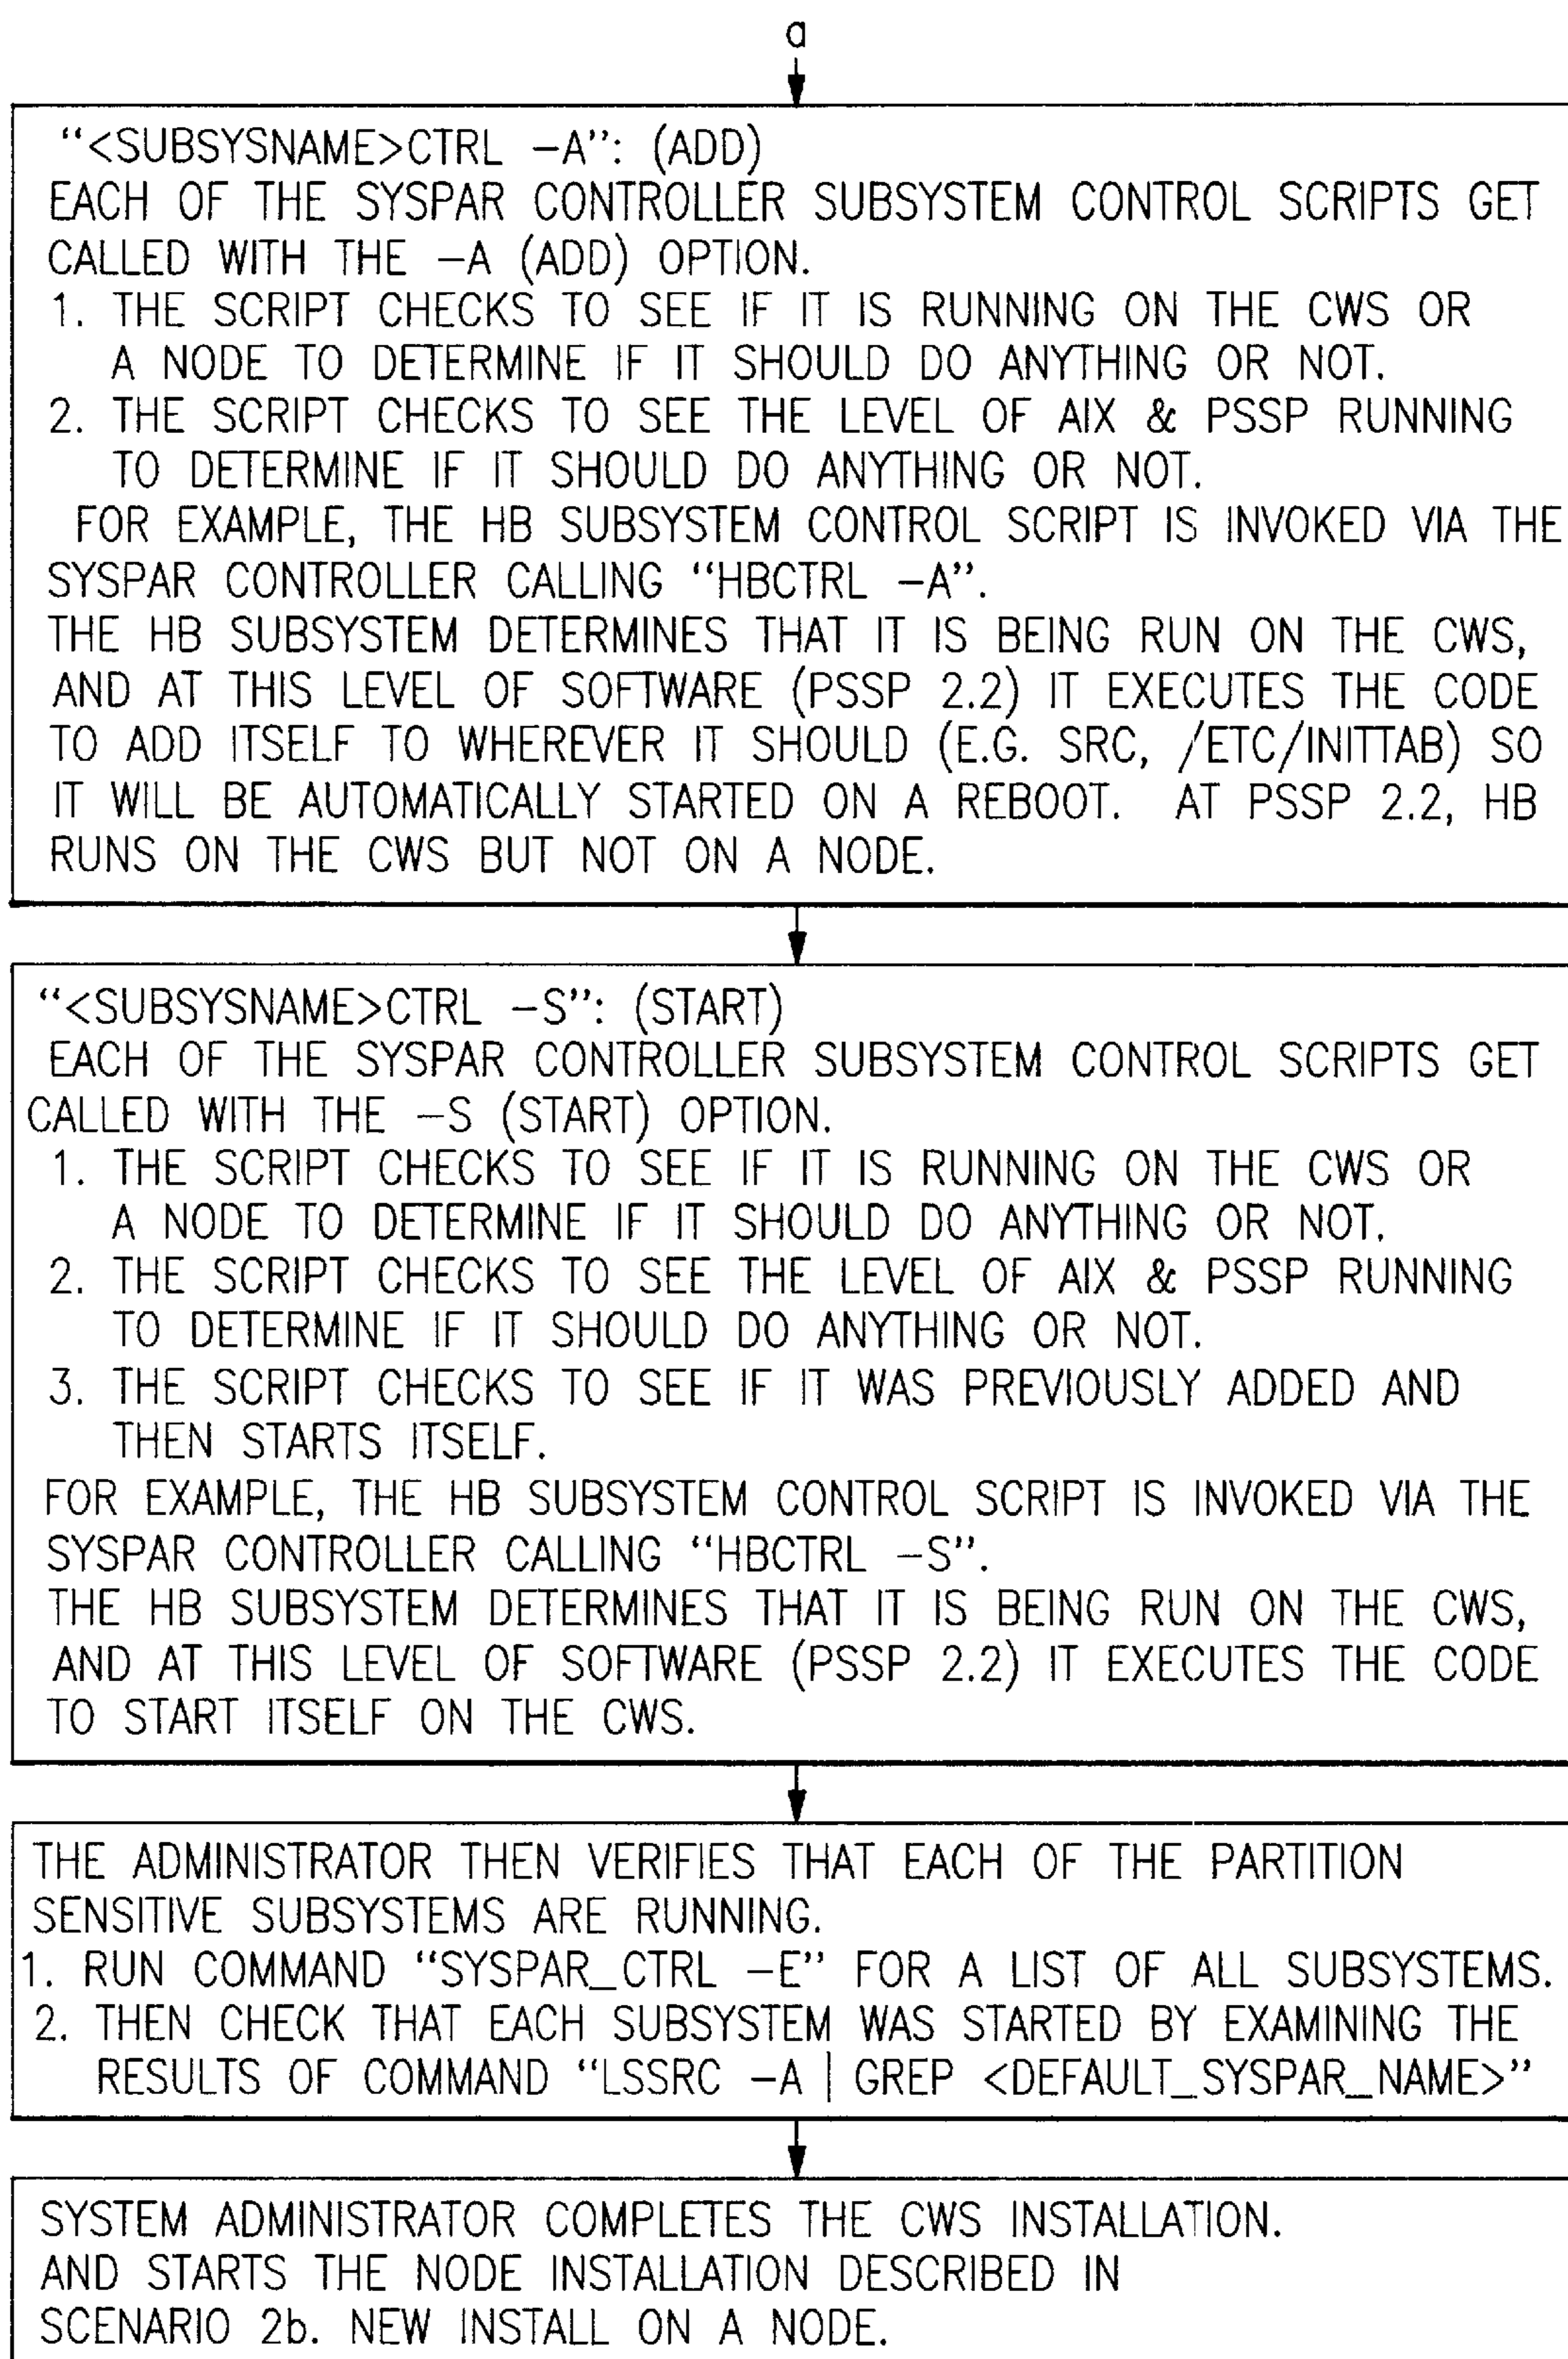 a
“<SUBSYSNAME>CTRL –A”: (ADD)
EACH OF THE SYSPAR CONTROLLER SUBSYSTEM CONTROL SCRIPTS GET
CALLED WITH THE –A (ADD) OPTION.
1. THE SCRIPT CHECKS TO SEE IF IT IS RUNNING ON THE CWS OR
A NODE TO DETERMINE IF IT SHOULD DO ANYTHING OR NOT.
2. THE SCRIPT CHECKS TO SEE THE LEVEL OF AIX & PSSP RUNNING
TO DETERMINE IF IT SHOULD DO ANYTHING OR NOT.
FOR EXAMPLE, THE HB SUBSYSTEM CONTROL SCRIPT IS INVOKED VIA THE
SYSPAR CONTROLLER CALLING “HBCTRL –A”.
THE HB SUBSYSTEM DETERMINES THAT IT IS BEING RUN ON THE CWS,
AND AT THIS LEVEL OF SOFTWARE (PSSP 2.2) IT EXECUTES THE CODE
TO ADD ITSELF TO WHEREVER IT SHOULD (E.G. SRC, /ETC/INITTAB) SO
IT WILL BE AUTOMATICALLY STARTED ON A REBOOT. AT PSSP 2.2, HB
RUNS ON THE CWS BUT NOT ON A NODE.
“<SUBSYSNAME>CTRL –S”: (START)
EACH OF THE SYSPAR CONTROLLER SUBSYSTEM CONTROL SCRIPTS GET
CALLED WITH THE –S (START) OPTION.
1. THE SCRIPT CHECKS TO SEE IF IT IS RUNNING ON THE CWS OR
A NODE TO DETERMINE IF IT SHOULD DO ANYTHING OR NOT.
2. THE SCRIPT CHECKS TO SEE THE LEVEL OF AIX & PSSP RUNNING
TO DETERMINE IF IT SHOULD DO ANYTHING OR NOT.
3. THE SCRIPT CHECKS TO SEE IF IT WAS PREVIOUSLY ADDED AND
THEN STARTS ITSELF.
FOR EXAMPLE, THE HB SUBSYSTEM CONTROL SCRIPT IS INVOKED VIA THE
SYSPAR CONTROLLER CALLING “HBCTRL –S”.
THE HB SUBSYSTEM DETERMINES THAT IT IS BEING RUN ON THE CWS,
AND AT THIS LEVEL OF SOFTWARE (PSSP 2.2) IT EXECUTES THE CODE
TO START ITSELF ON THE CWS.
THE ADMINISTRATOR THEN VERIFIES THAT EACH OF THE PARTITION
SENSITIVE SUBSYSTEMS ARE RUNNING.
1. RUN COMMAND “SYSPAR_CTRL –E” FOR A LIST OF ALL SUBSYSTEMS.
2. THEN CHECK THAT EACH SUBSYSTEM WAS STARTED BY EXAMINING THE
RESULTS OF COMMAND “LSSRC –A | GREP <DEFAULT_SYSPAR_NAME>”
SYSTEM ADMINISTRATOR COMPLETES THE CWS INSTALLATION.
AND STARTS THE NODE INSTALLATION DESCRIBED IN
SCENARIO 2b. NEW INSTALL ON A NODE.